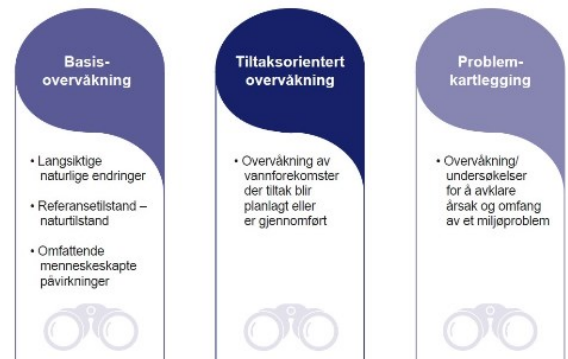 Basis-
overvåkning
• Langsiktige
naturlige endringer
• Referansetilstand –
naturtilstand
• Omfattende
menneskeskapte
påvirkninger
Tiltaksorientert
overvåkning
• Overvåkning av
vannforekomster
der tiltak blir
planlagt eller
er gjennomført
Problem-
kartlegging
• Overvåkning/
undersøkelser
for å avklare
årsak og omfang
av et miljøproblem